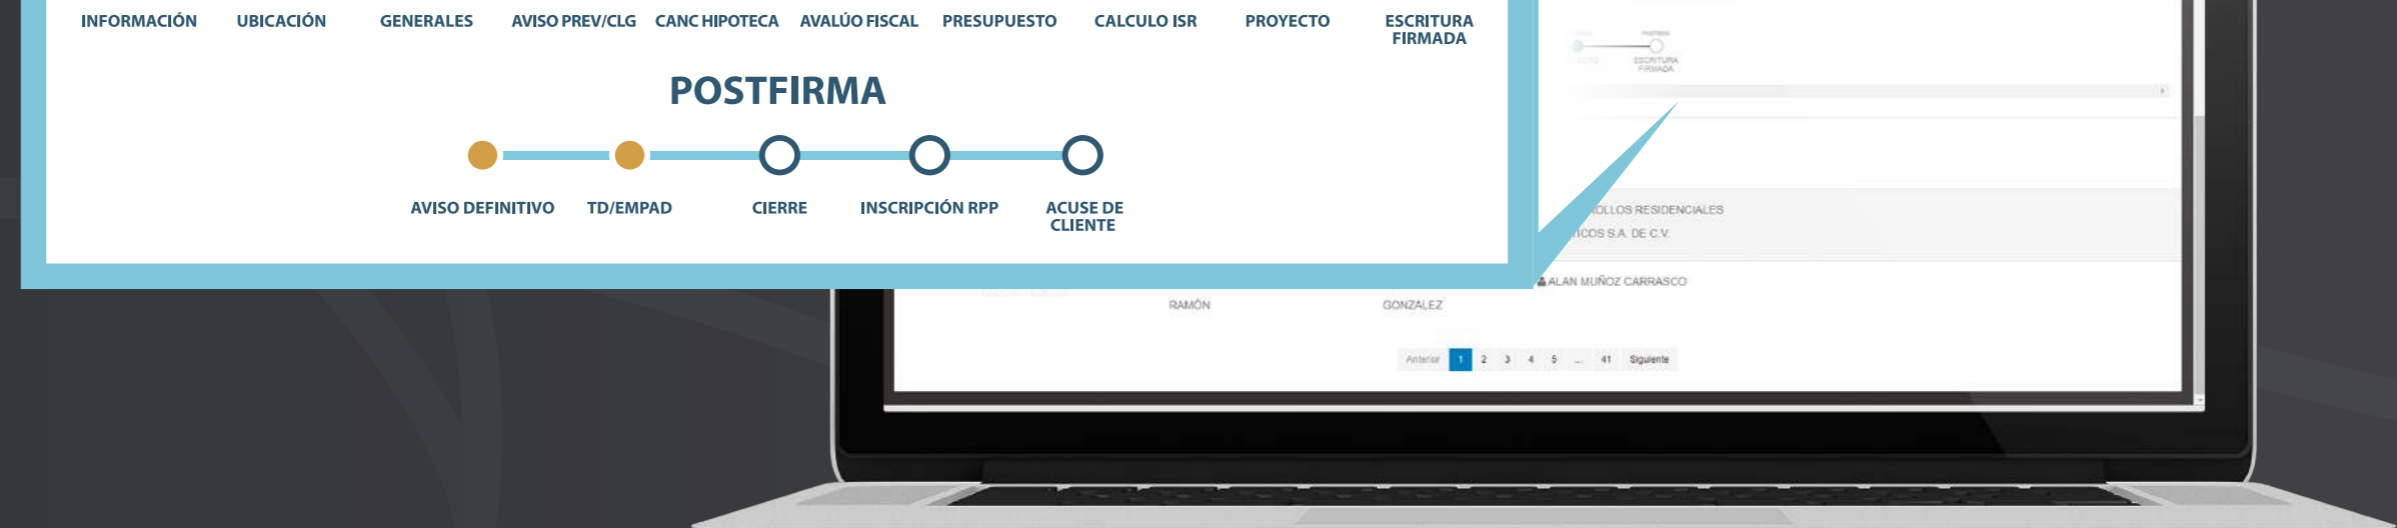 INFORMACIÓN UBICACIÓN GENERALES AVISO PREV/CLG CANC HIPOTECA AVALÚO FISCAL PRESUPUESTO CALCULO ISR PROYECTO ESCRITURA FIRMADA
POSTFIRMA
AVISO DEFINITIVO TD/EMPAD CIERRE INSCRIPCIÓN RPP ACUSE DE CLIENTE
ESCRITURA
FIRMADA
OLLOS RESIDENCIALES
TICOS S.A. DE C.V.
ALAN MUÑOZ CARRASCO
RAMÓN GONZALEZ
Anterior 1 2 3 4 5 ... 41 Siguiente